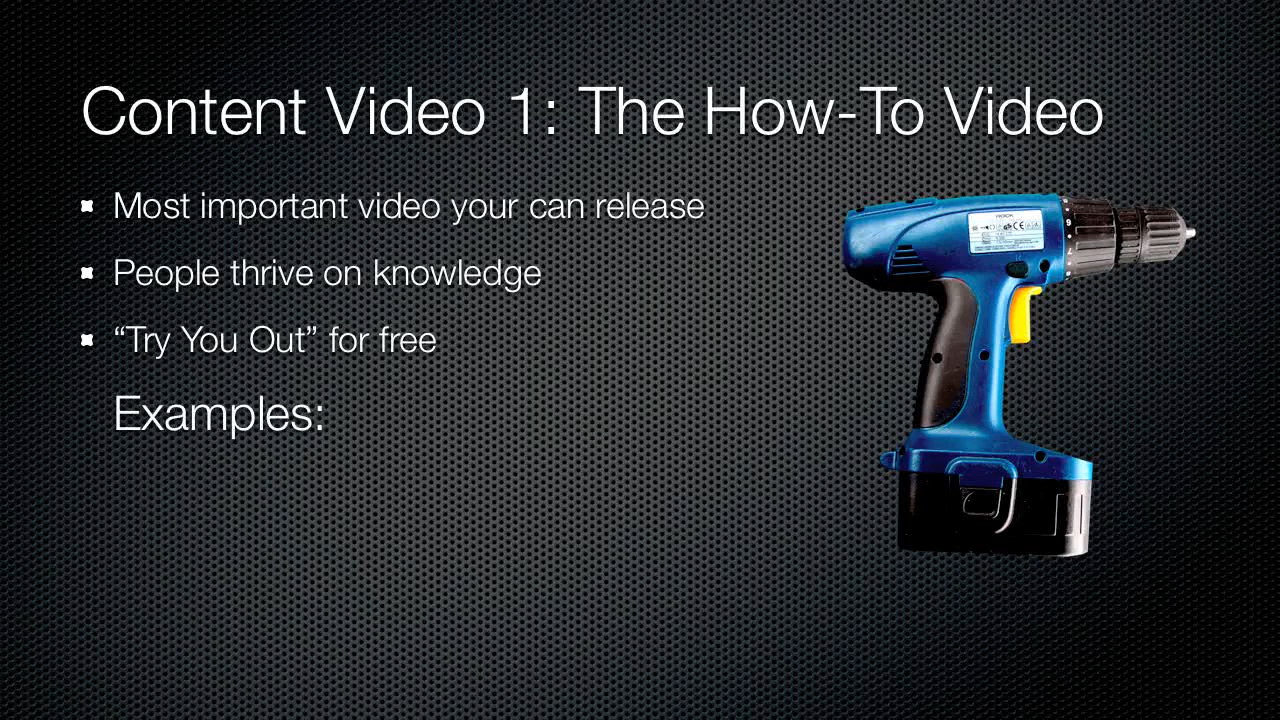 Content Video 1: The How-To Video
Most important video your can release
People thrive on knowledge
“Try You Out” for free
Examples: